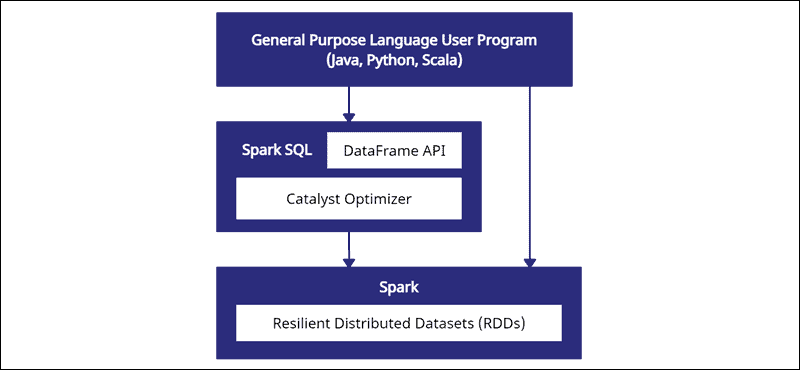 General Purpose Language User Program
(Java, Python, Scala)
Spark SQL
DataFrame API
Catalyst Optimizer
Spark
Resilient Distributed Datasets (RDDs)